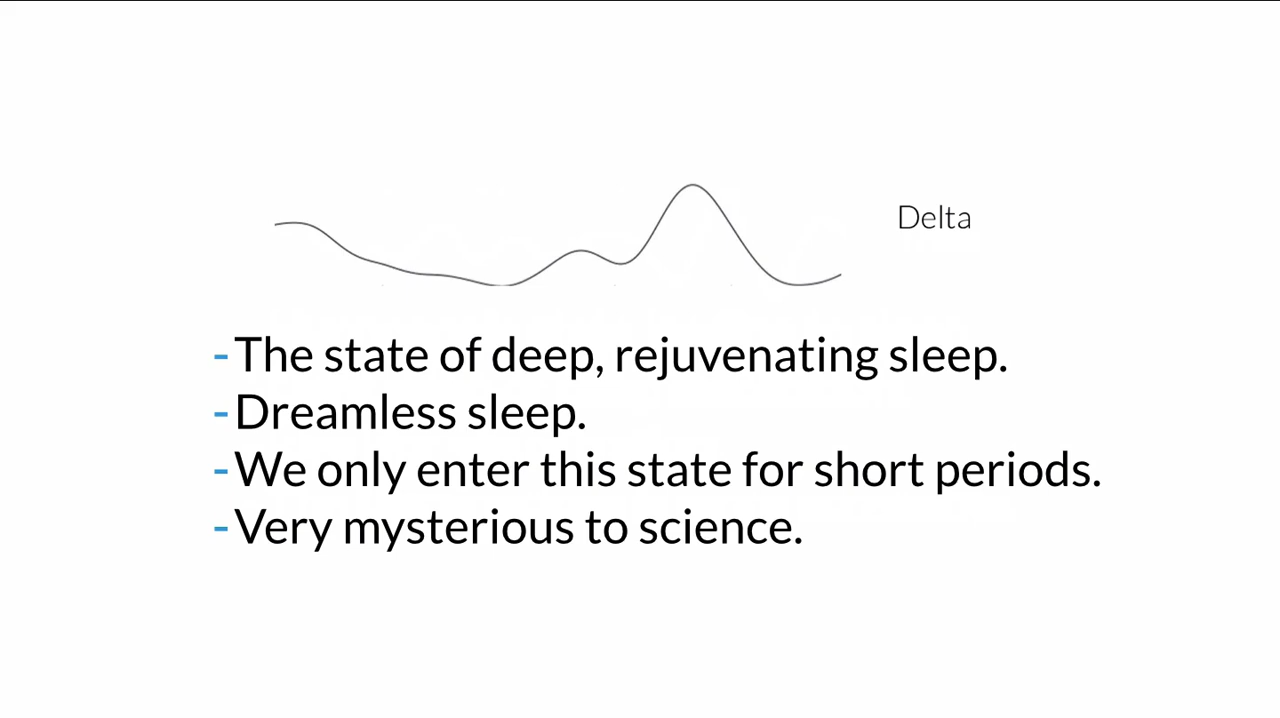 Delta
-The state of deep, rejuvenating sleep.
-Dreamless sleep.
-We only enter this state for short periods.
-Very mysterious to science.